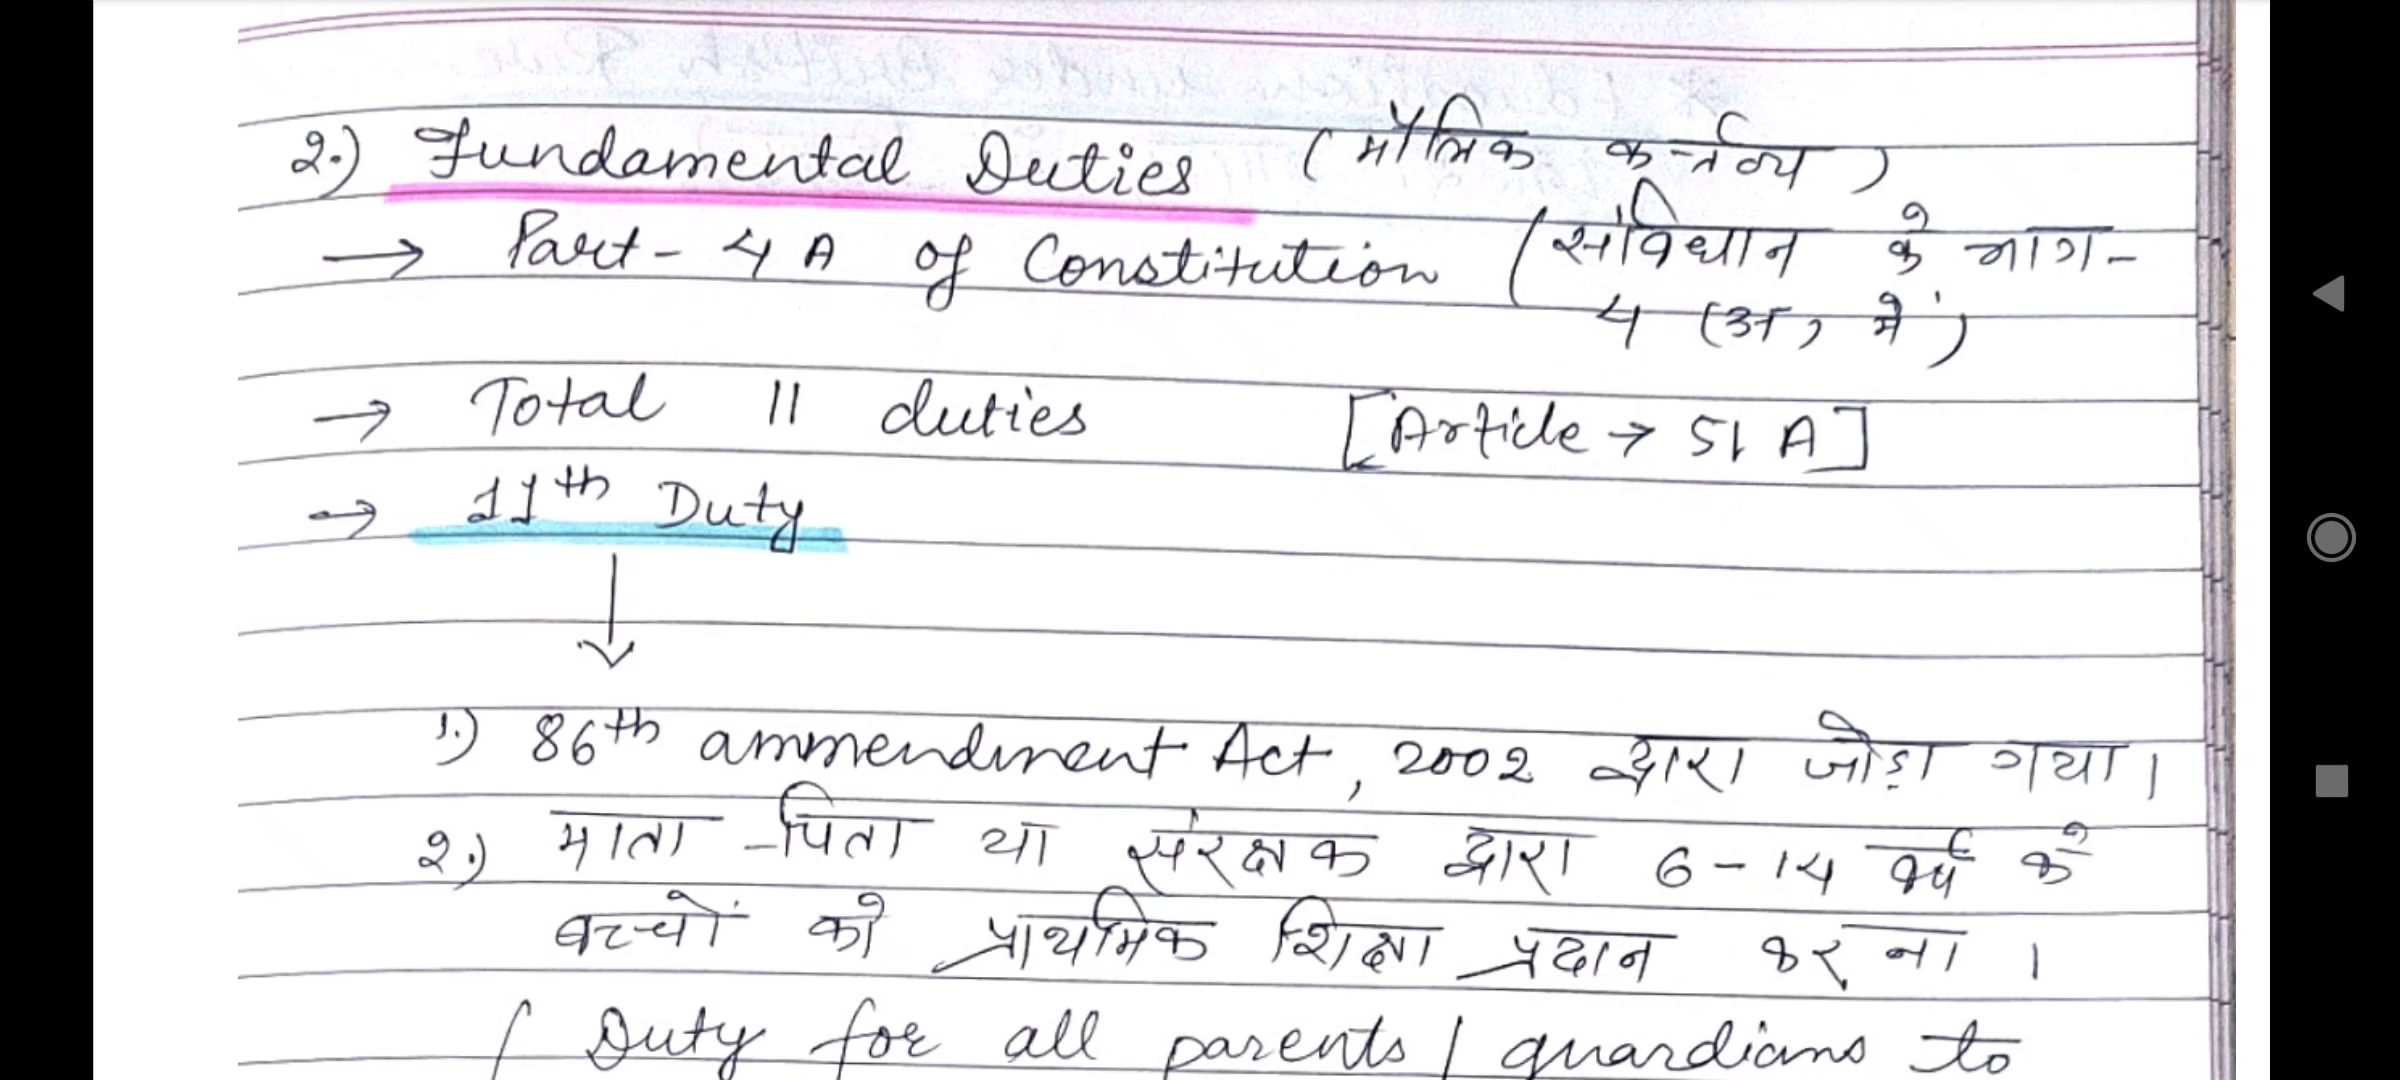 2.) Fundamental Duties (मौलिक कर्तव्य)
→ Part - 4 A of Constitution (संविधान के भाग-
4 (अ) में)
→ Total 11 duties [Article → 51 A]
→ 11th Duty
↓
1.) 86th ammendment Act, 2002 द्वारा जोड़ा गया।
2.) माता-पिता या संरक्षक द्वारा 6-14 वर्ष के
बच्चों को प्राथमिक शिक्षा प्रदान करना।
( Duty for all parents / guardians to